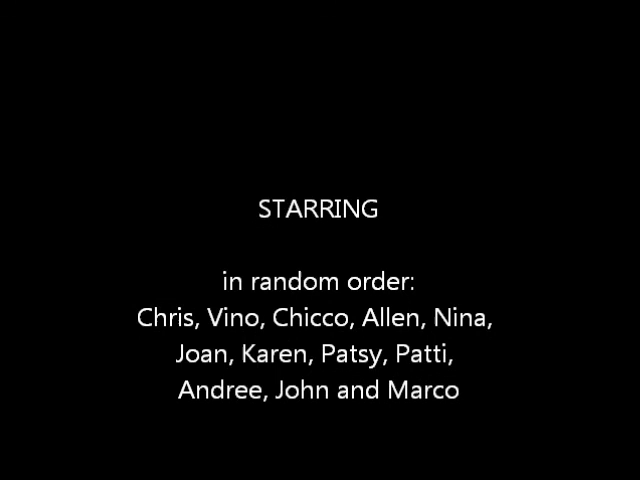 STARRING
in random order:
Chris, Vino, Chicco, Allen, Nina,
Joan, Karen, Patsy, Patti,
Andree, John and Marco